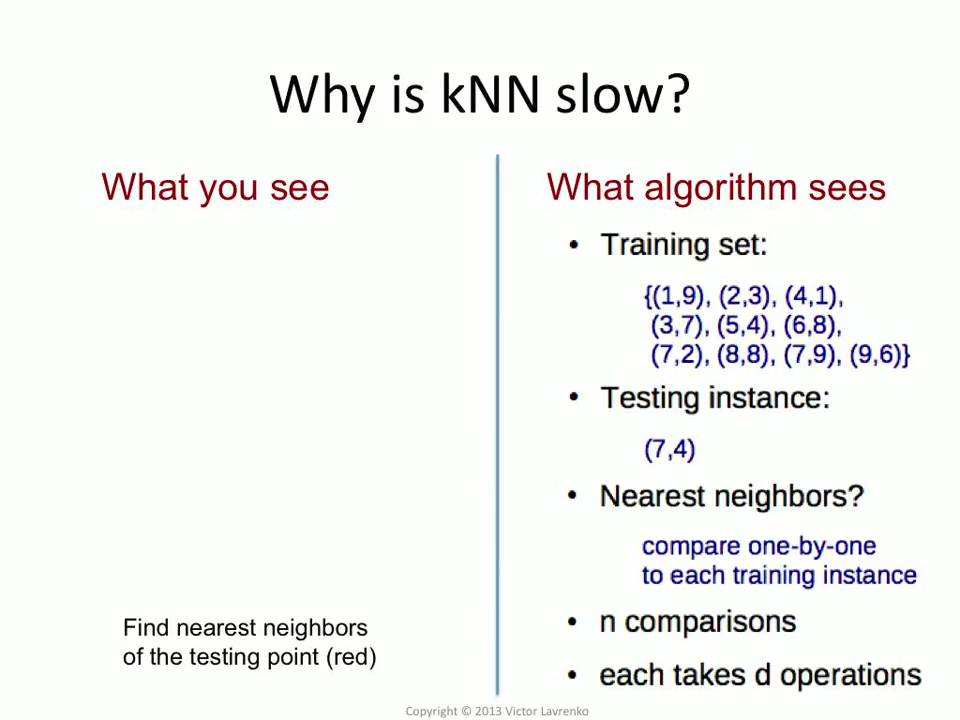 Why is kNN slow?
What you see
Find nearest neighbors
of the testing point (red)
What algorithm sees
• Training set:
{(1,9), (2,3), (4,1),
(3,7), (5,4), (6,8),
(7,2), (8,8), (7,9), (9,6)}
• Testing instance:
(7,4)
• Nearest neighbors?
compare one-by-one
to each training instance
• n comparisons
• each takes d operations
Copyright © 2013 Victor Lavrenko